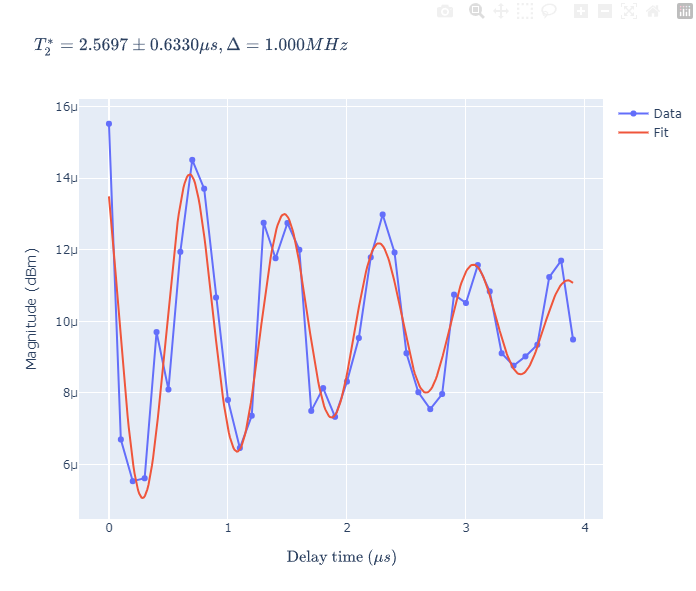 T₂* = 2.5697 ± 0.6330μs, Δ = 1.000MHz
16μ
14μ
12μ
10μ
8μ
6μ
Magnitude (dBm)
0 1 2 3 4
Delay time (μs)
Data
Fit